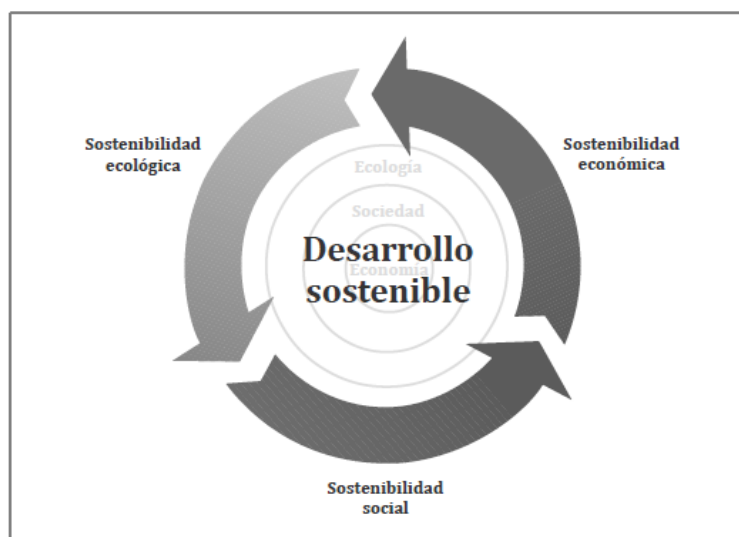 Sostenibilidad
ecológica
Sostenibilidad
económica
Ecología
Sociedad
Desarrollo
Economía
sostenible
Sostenibilidad
social